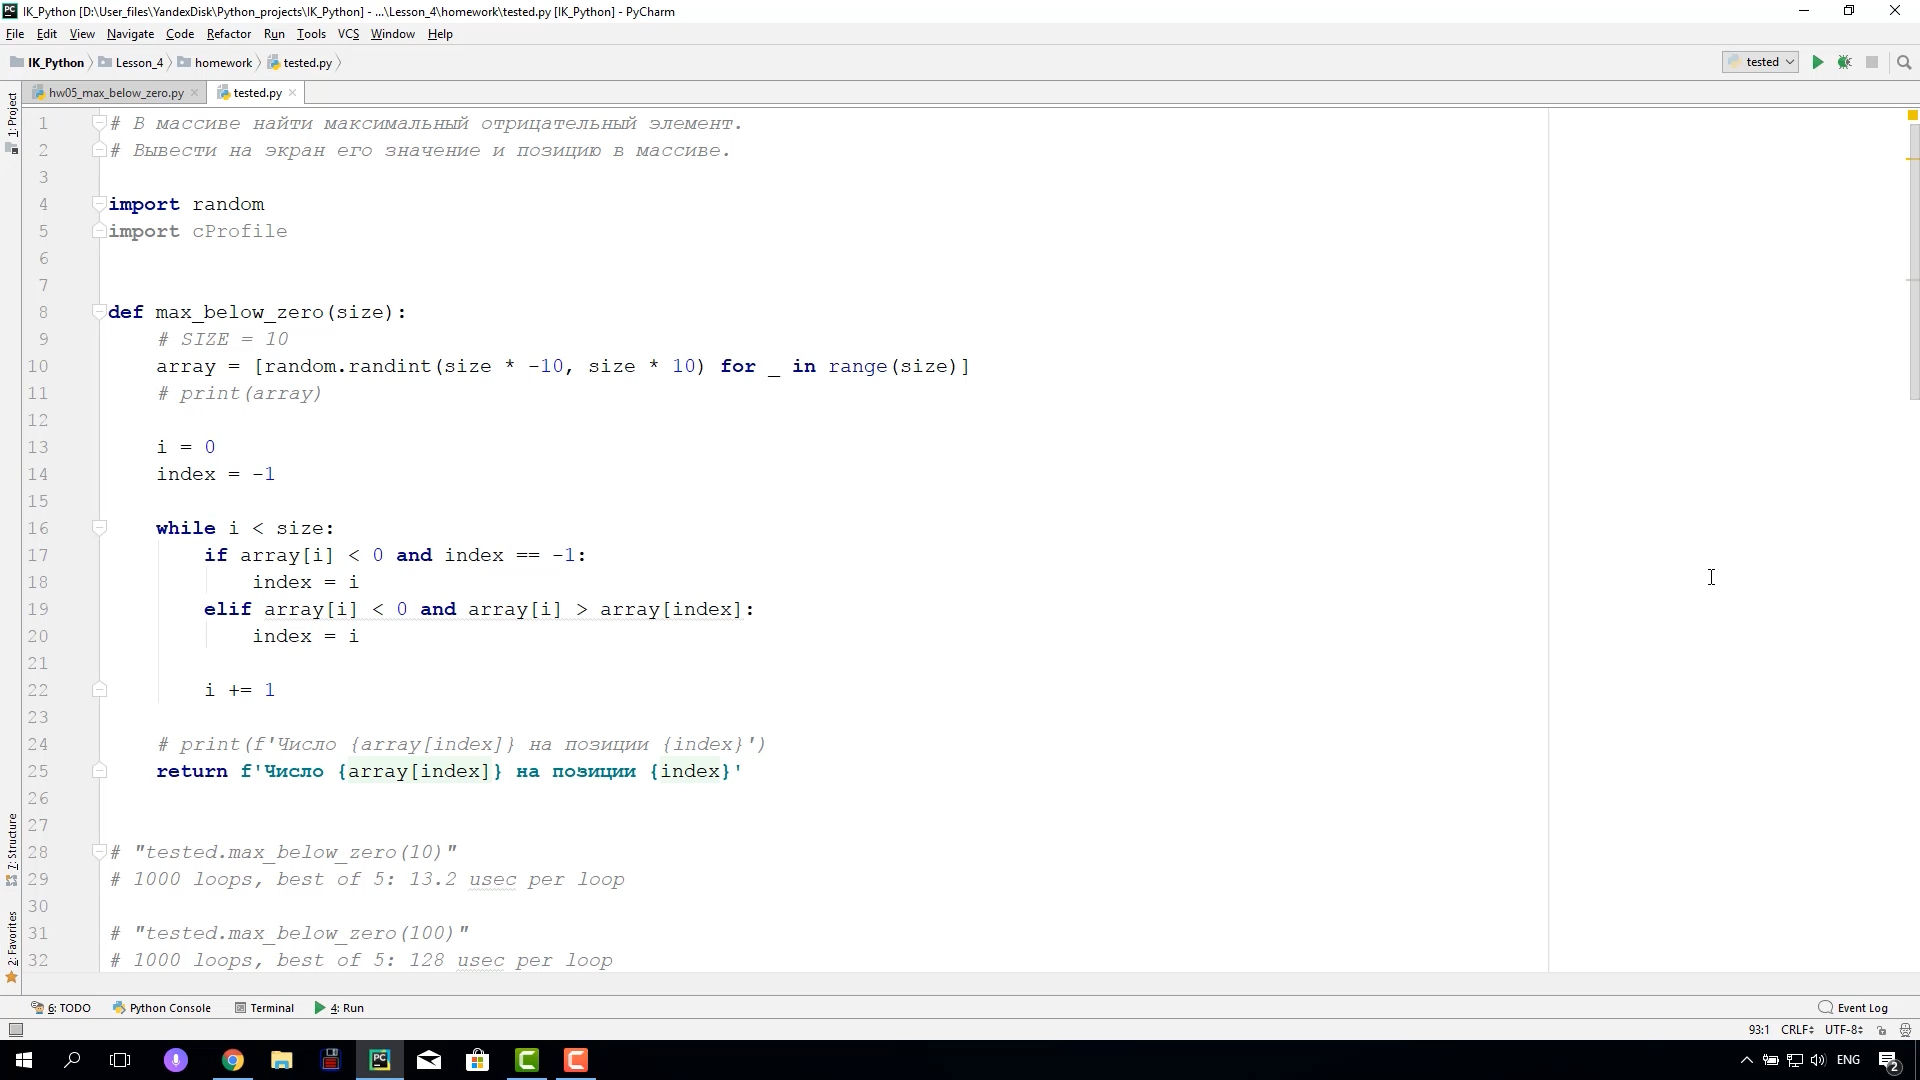 IK_Python [D:\User_files\YandexDisk\Python_projects\IK_Python] - ...\Lesson_4\homework\tested.py [IK_Python] - PyCharm
File Edit View Navigate Code Refactor Run Tools VCS Window Help
IK_Python Lesson_4 homework tested.py tested
hw05_max_below_zero.py tested.py
1: Project
1 # В массиве найти максимальный отрицательный элемент.
2 # Вывести на экран его значение и позицию в массиве.
3
4 import random
5 import cProfile
6
7
8 def max_below_zero(size):
9 # SIZE = 10
10 array = [random.randint(size * -10, size * 10) for _ in range(size)]
11 # print(array)
12
13 i = 0
14 index = -1
15
16 while i < size:
17 if array[i] < 0 and index == -1:
18 index = i
19 elif array[i] < 0 and array[i] > array[index]:
20 index = i
21
22 i += 1
23
24 # print(f'Число {array[index]} на позиции {index}')
25 return f'Число {array[index]} на позиции {index}'
26
27
28 # "tested.max_below_zero(10)"
29 # 1000 loops, best of 5: 13.2 usec per loop
30
31 # "tested.max_below_zero(100)"
32 # 1000 loops, best of 5: 128 usec per loop
7: Structure
2: Favorites
6: TODO Python Console Terminal 4: Run Event Log
93:1 CRLF UTF-8
ENG 2